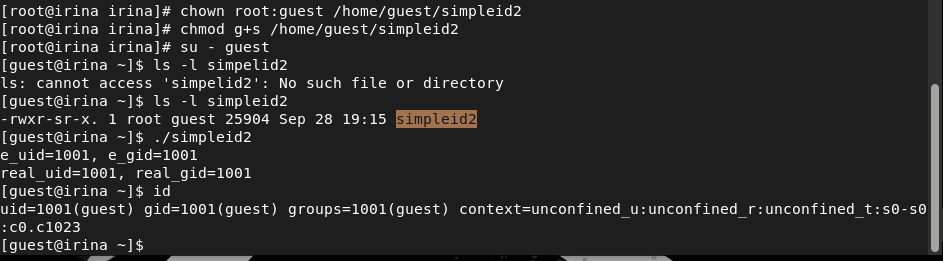 [root@irina irina]# chown root:guest /home/guest/simpleid2
[root@irina irina]# chmod g+s /home/guest/simpleid2
[root@irina irina]# su - guest
[guest@irina ~]$ ls -l simpelid2
ls: cannot access 'simpelid2': No such file or directory
[guest@irina ~]$ ls -l simpleid2
-rwxr-sr-x. 1 root guest 25904 Sep 28 19:15 simpleid2
[guest@irina ~]$ ./simpleid2
e_uid=1001, e_gid=1001
real_uid=1001, real_gid=1001
[guest@irina ~]$ id
uid=1001(guest) gid=1001(guest) groups=1001(guest) context=unconfined_u:unconfined_r:unconfined_t:s0-s0
:c0.c1023
[guest@irina ~]$